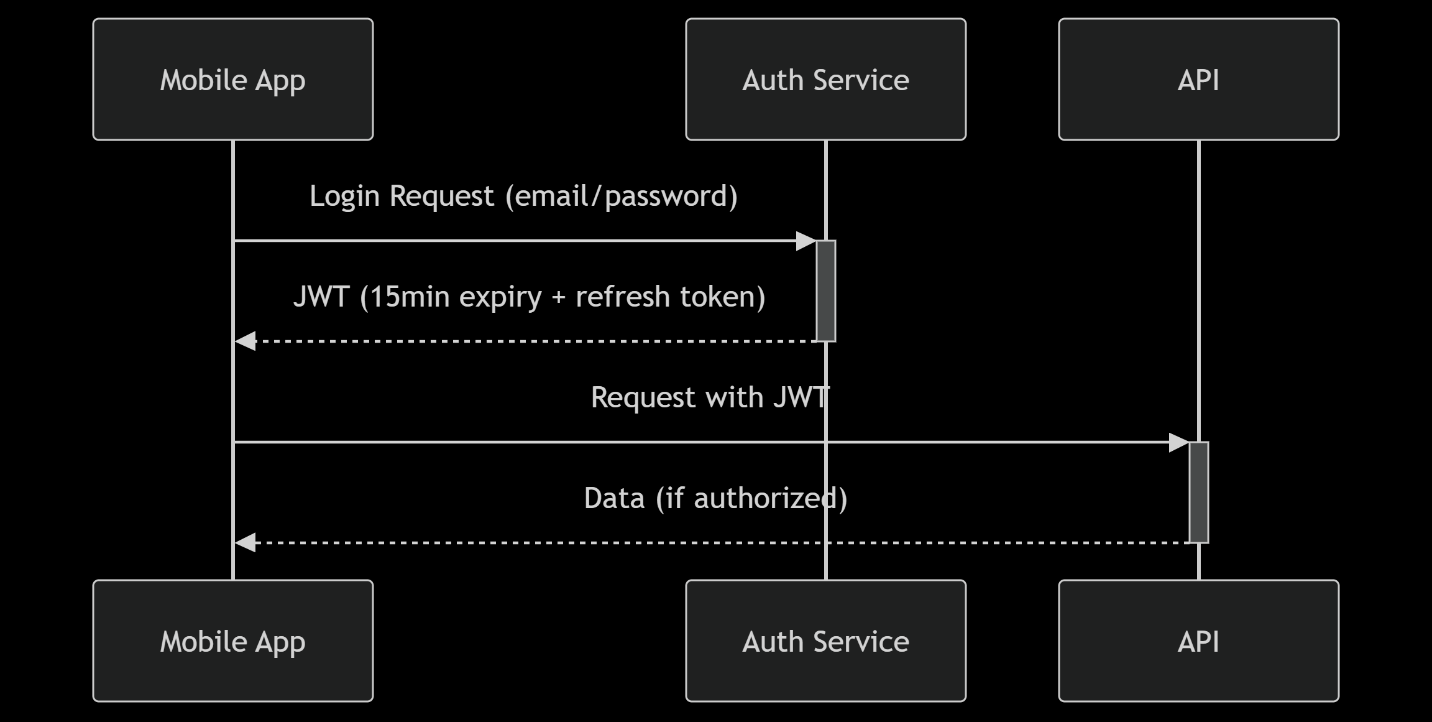 Mobile App
Auth Service
API
Login Request (email/password)
JWT (15min expiry + refresh token)
Request with JWT
Data (if authorized)
Mobile App
Auth Service
API